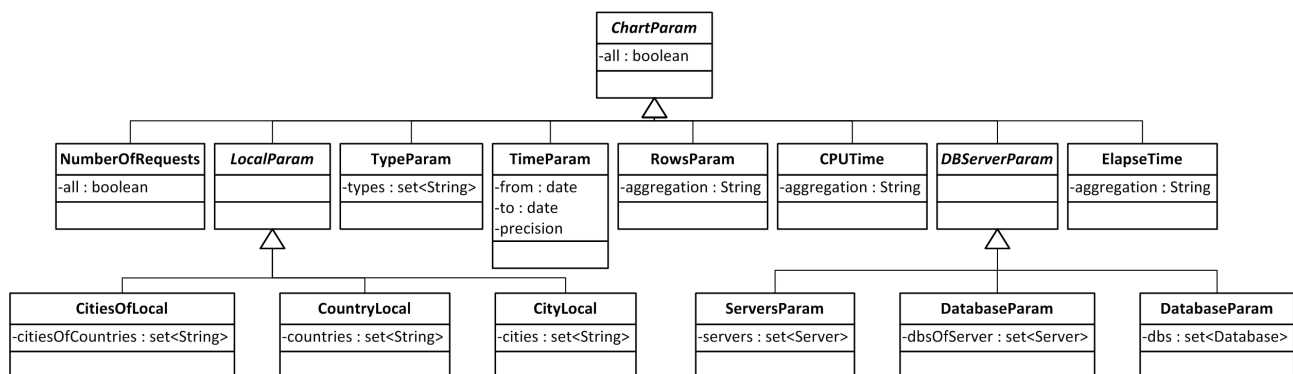 ChartParam
-all : boolean
NumberOfRequests
-all : boolean
LocalParam
TypeParam
-types : set<String>
TimeParam
-from : date
-to : date
-precision
RowsParam
-aggregation : String
CPUTime
-aggregation : String
DBServerParam
ElapseTime
-aggregation : String
CitiesOfLocal
-citiesOfCountries : set<String>
CountryLocal
-countries : set<String>
CityLocal
-cities : set<String>
ServersParam
-servers : set<Server>
DatabaseParam
-dbsOfServer : set<Server>
DatabaseParam
-dbs : set<Database>